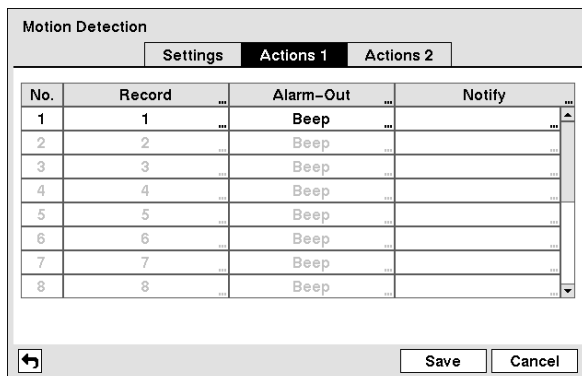 Motion Detection
Settings Actions 1 Actions 2
No. Record ... Alarm-Out ... Notify ...
1 1 ... Beep ... ...
2 2 ... Beep ... ...
3 3 ... Beep ... ...
4 4 ... Beep ... ...
5 5 ... Beep ... ...
6 6 ... Beep ... ...
7 7 ... Beep ... ...
8 8 ... Beep ... ...
Save Cancel